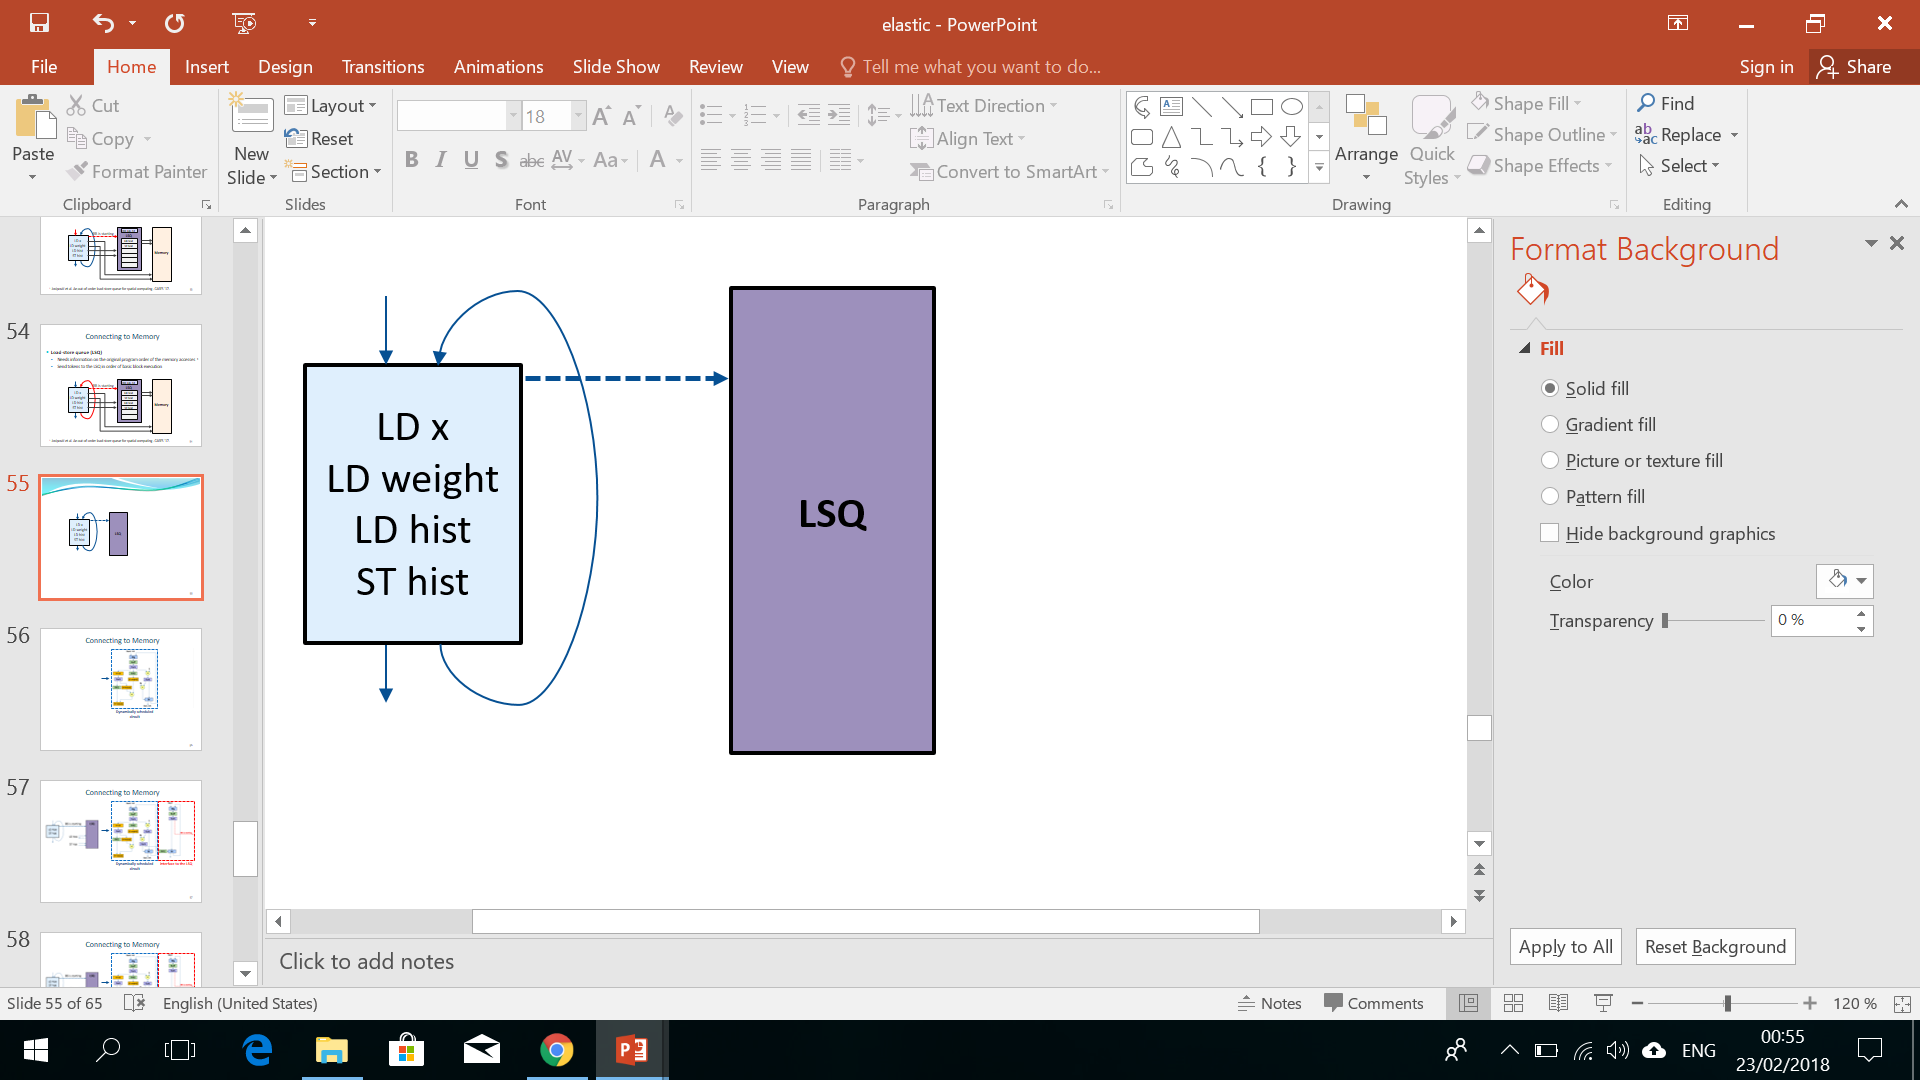 elastic - PowerPoint
File
Home
Insert
Design
Transitions
Animations
Slide Show
Review
View
Tell me what you want to do...
Sign in
Share
Paste
Cut
Copy
Format Painter
Clipboard
New
Slide
Layout
Reset
Section
Slides
18
Font
Text Direction
Align Text
Convert to SmartArt
Paragraph
Arrange
Quick
Styles
Shape Fill
Shape Outline
Shape Effects
Drawing
Find
Replace
Select
Editing
54
Connecting to Memory
Load-store queue (LSQ)
55
56
Connecting to Memory
57
Connecting to Memory
58
Connecting to Memory
LD x
LD weight
LD hist
ST hist
LSQ
Click to add notes
Format Background
Fill
Solid fill
Gradient fill
Picture or texture fill
Pattern fill
Hide background graphics
Color
Transparency
0 %
Apply to All
Reset Background
Slide 55 of 65
English (United States)
Notes
Comments
120 %
ENG
00:55
23/02/2018